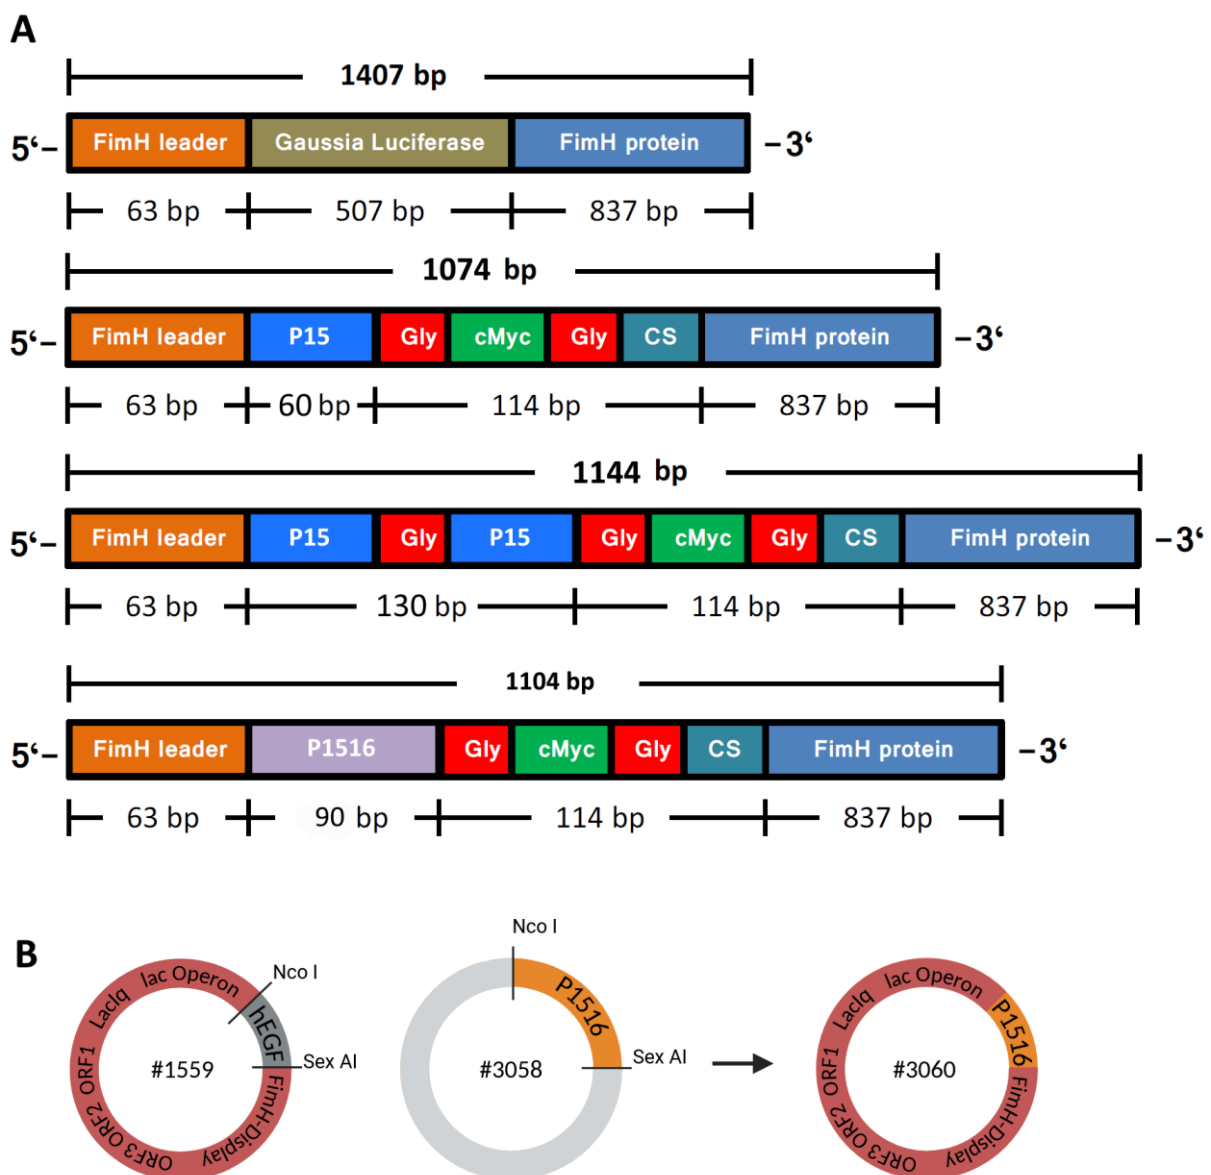 A
1407 bp
5‘– FimH leader Gaussia Luciferase FimH protein –3‘
63 bp 507 bp 837 bp
1074 bp
5‘– FimH leader P15 Gly cMyc Gly CS FimH protein –3‘
63 bp 60 bp 114 bp 837 bp
1144 bp
5‘– FimH leader P15 Gly P15 Gly cMyc Gly CS FimH protein –3‘
63 bp 130 bp 114 bp 837 bp
1104 bp
5‘– FimH leader P1516 Gly cMyc Gly CS FimH protein –3‘
63 bp 90 bp 114 bp 837 bp
B
Nco I
hEGF
Sex AI
FimH-Display
ORF3 ORF2 ORF1 LacIq lac Operon
#1559
Nco I
P1516
Sex AI
#3058
P1516
FimH-Display
ORF3 ORF2 ORF1 LacIq lac Operon
#3060